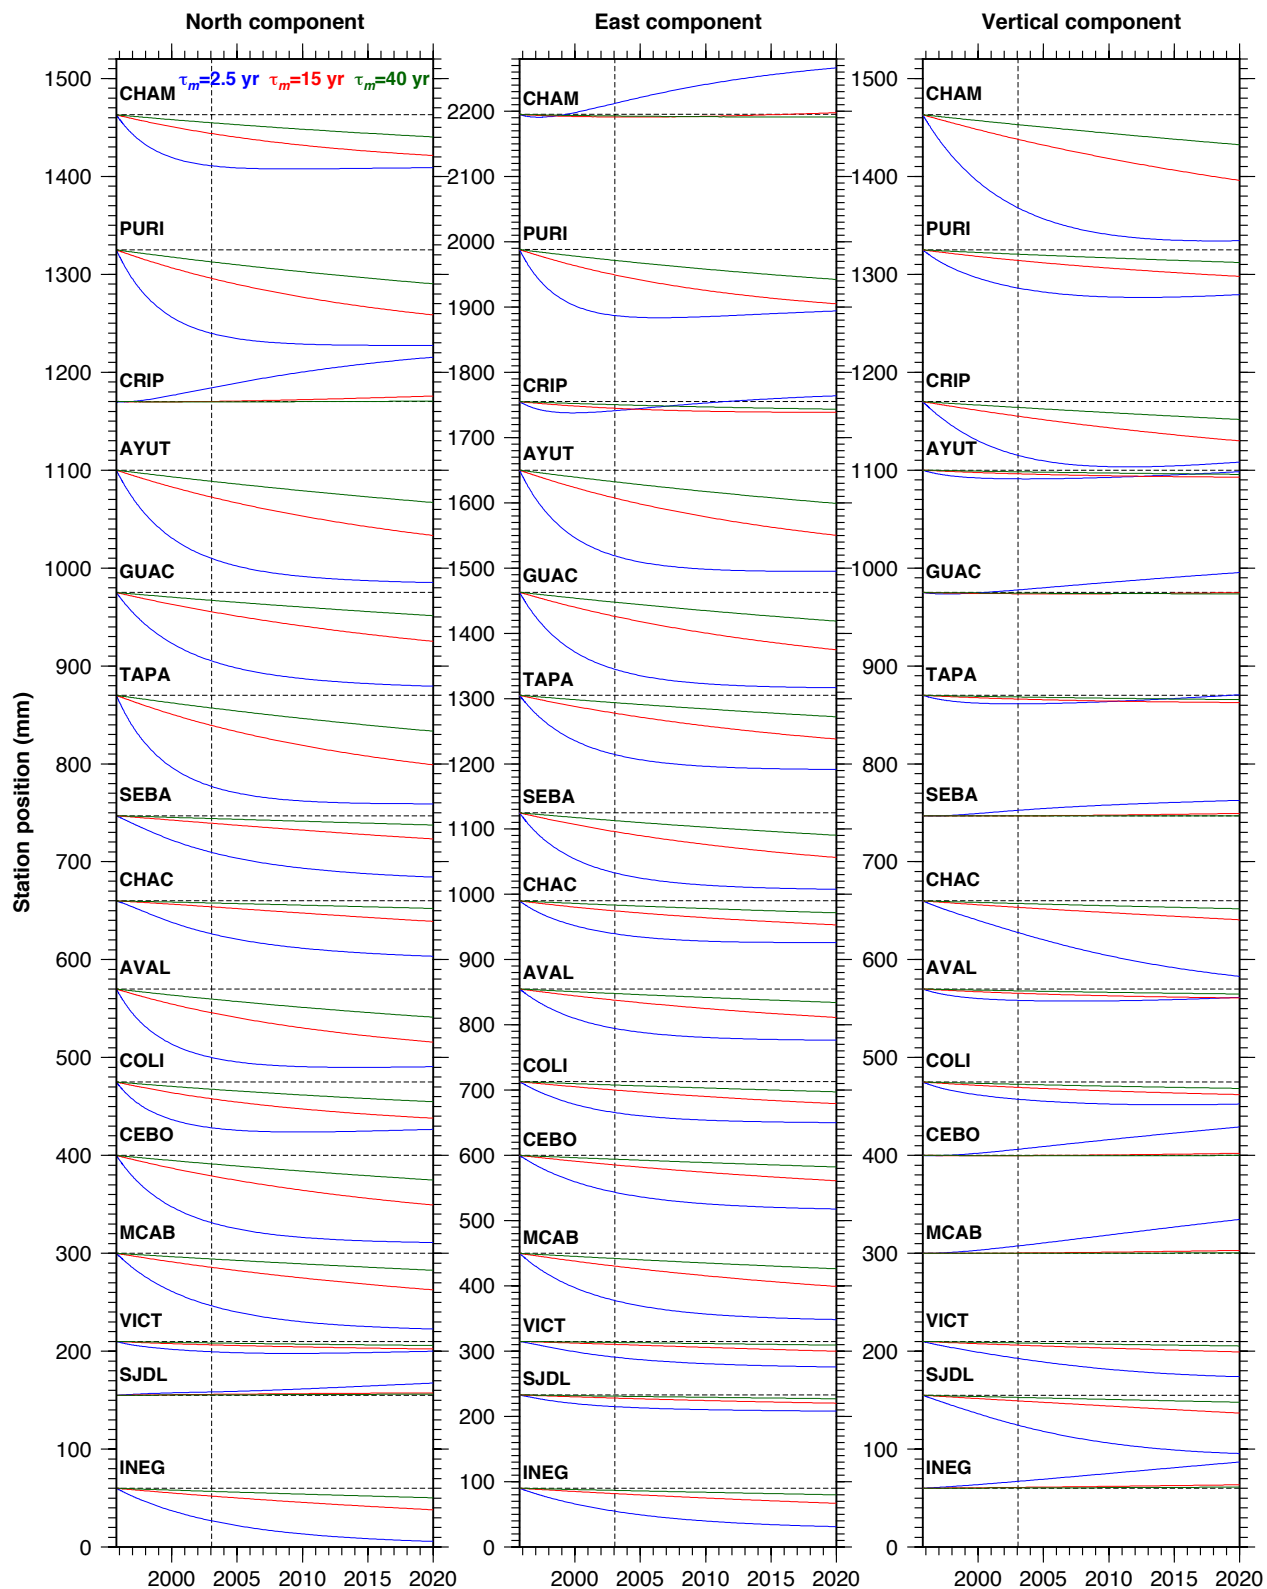 North component
East component
Vertical component
τm=2.5 yr τm=15 yr τm=40 yr
Station position (mm)
1500
1400
1300
1200
1100
1000
900
800
700
600
500
400
300
200
100
0
CHAM
PURI
CRIP
AYUT
GUAC
TAPA
SEBA
CHAC
AVAL
COLI
CEBO
MCAB
VICT
SJDL
INEG
2000 2005 2010 2015 2020
2200
2100
2000
1900
1800
1700
1600
1500
1400
1300
1200
1100
1000
900
800
700
600
500
400
300
200
100
0
CHAM
PURI
CRIP
AYUT
GUAC
TAPA
SEBA
CHAC
AVAL
COLI
CEBO
MCAB
VICT
SJDL
INEG
2000 2005 2010 2015 2020
1500
1400
1300
1200
1100
1000
900
800
700
600
500
400
300
200
100
0
CHAM
PURI
CRIP
AYUT
GUAC
TAPA
SEBA
CHAC
AVAL
COLI
CEBO
MCAB
VICT
SJDL
INEG
2000 2005 2010 2015 2020